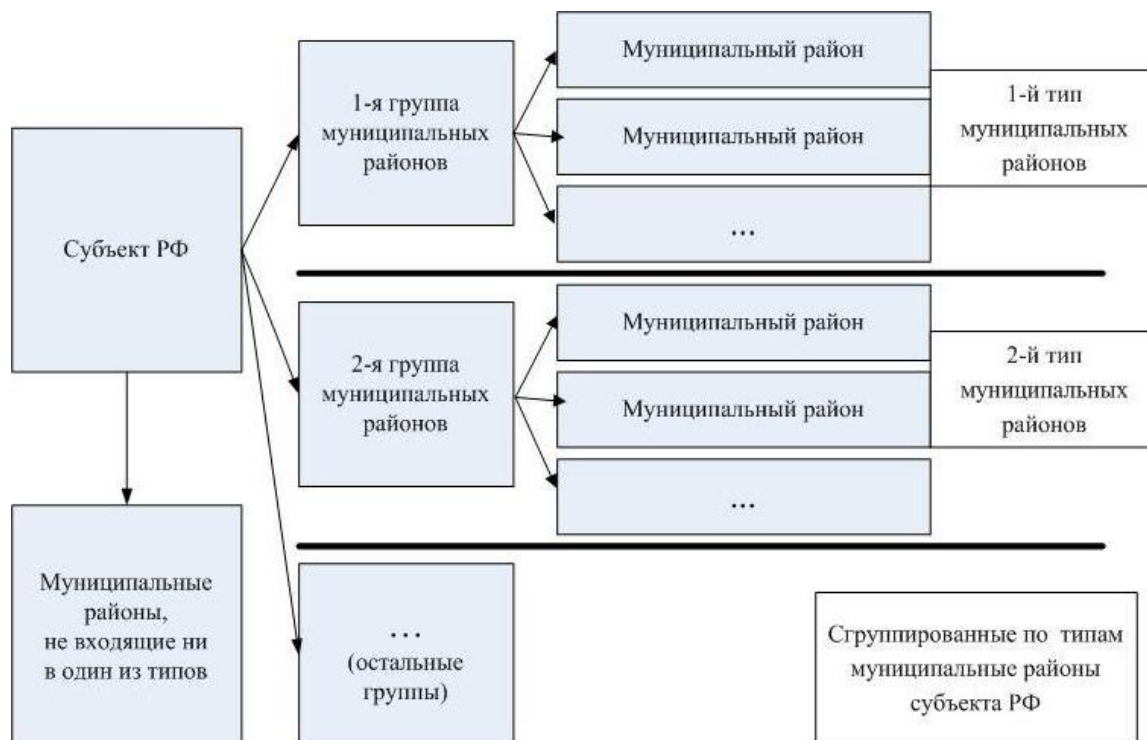 Субъект РФ
Муниципальные
районы,
не входящие ни
в один из типов
1-я группа
муниципальных
районов
Муниципальный район
Муниципальный район
...
1-й тип
муниципальных
районов
2-я группа
муниципальных
районов
Муниципальный район
Муниципальный район
...
2-й тип
муниципальных
районов
...
(остальные
группы)
Сгруппированные по типам
муниципальные районы
субъекта РФ